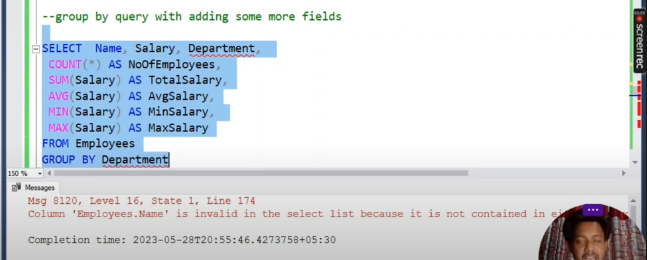 --group by query with adding some more fields
SELECT Name, Salary, Department,
COUNT(*) AS NoOfEmployees,
SUM(Salary) AS TotalSalary,
AVG(Salary) AS AvgSalary,
MIN(Salary) AS MinSalary,
MAX(Salary) AS MaxSalary
FROM Employees
GROUP BY Department
150 %
Messages
Msg 8120, Level 16, State 1, Line 174
Column 'Employees.Name' is invalid in the select list because it is not contained in
Completion time: 2023-05-28T20:55:46.4273758+05:30
screenrec